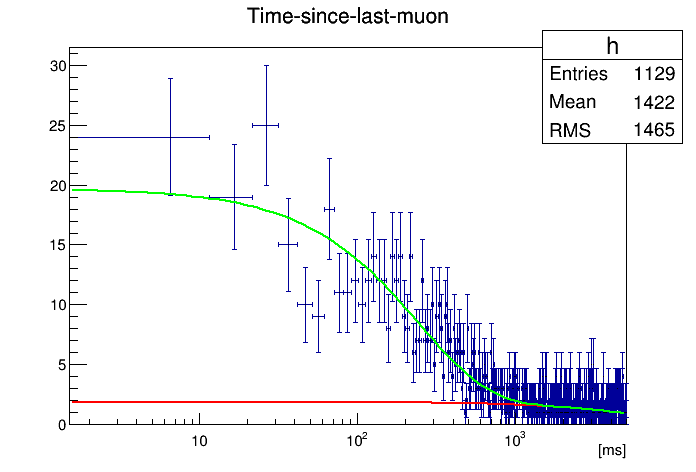 Time-since-last-muon
h
Entries 1129
Mean 1422
RMS 1465
30
25
20
15
10
5
0
10 10² 10³
[ms]